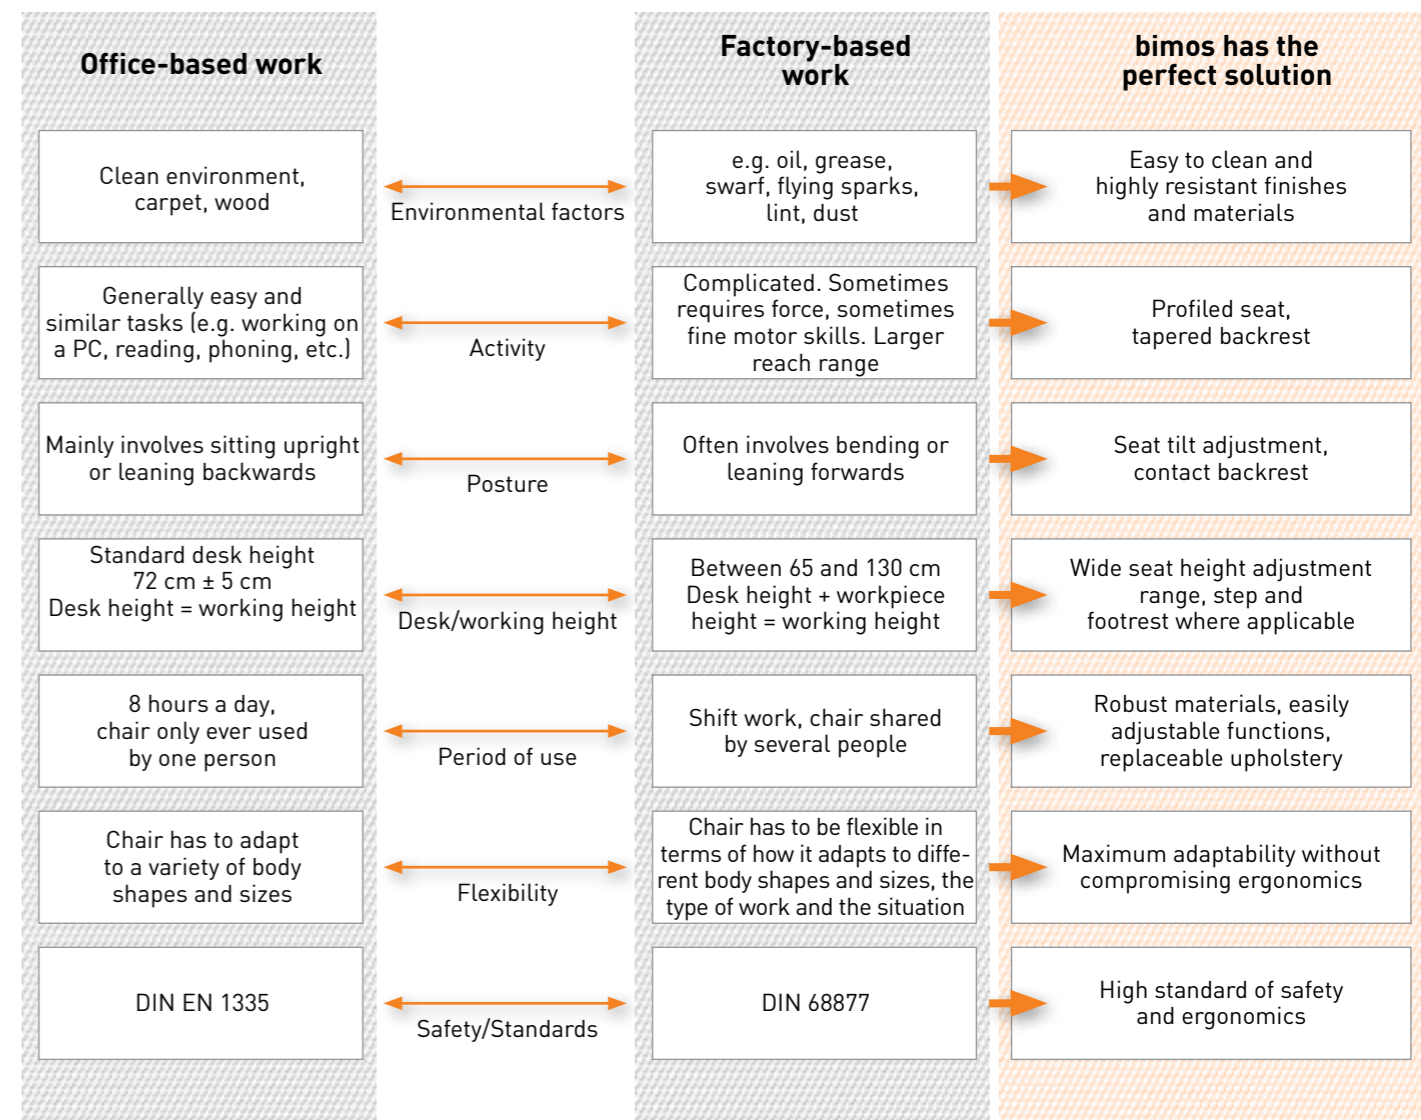 Office-based work
Factory-based
work
bimos has the
perfect solution
Clean environment,
carpet, wood
Environmental factors
e.g. oil, grease,
swarf, flying sparks,
lint, dust
Easy to clean and
highly resistant finishes
and materials
Generally easy and
similar tasks (e.g. working on
a PC, reading, phoning, etc.)
Activity
Complicated. Sometimes
requires force, sometimes
fine motor skills. Larger
reach range
Profiled seat,
tapered backrest
Mainly involves sitting upright
or leaning backwards
Posture
Often involves bending or
leaning forwards
Seat tilt adjustment,
contact backrest
Standard desk height
72 cm ± 5 cm
Desk height = working height
Desk/working height
Between 65 and 130 cm
Desk height + workpiece
height = working height
Wide seat height adjustment
range, step and
footrest where applicable
8 hours a day,
chair only ever used
by one person
Period of use
Shift work, chair shared
by several people
Robust materials, easily
adjustable functions,
replaceable upholstery
Chair has to adapt
to a variety of body
shapes and sizes
Flexibility
Chair has to be flexible in
terms of how it adapts to diffe-
rent body shapes and sizes, the
type of work and the situation
Maximum adaptability without
compromising ergonomics
DIN EN 1335
Safety/Standards
DIN 68877
High standard of safety
and ergonomics